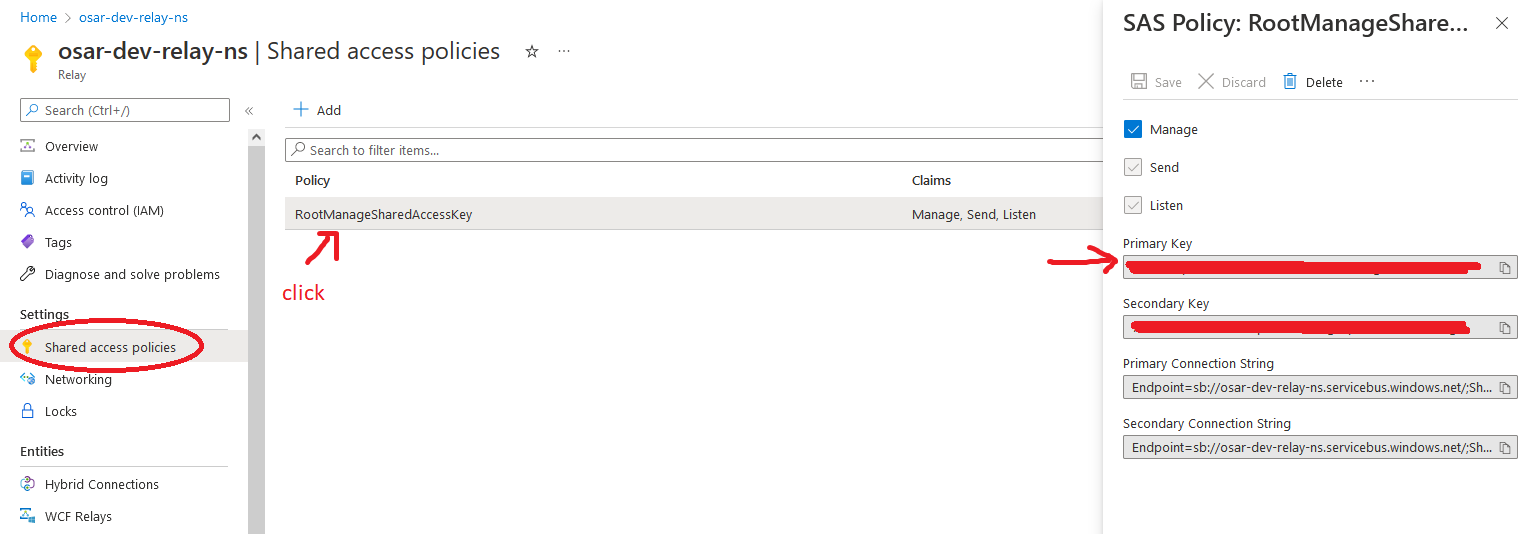 Home > osar-dev-relay-ns
osar-dev-relay-ns | Shared access policies
Relay
Search (Ctrl+/)
Overview
Activity log
Access control (IAM)
Tags
Diagnose and solve problems
Settings
Shared access policies
Networking
Locks
Entities
Hybrid Connections
WCF Relays
Add
Search to filter items...
Policy Claims
RootManageSharedAccessKey Manage, Send, Listen
click
SAS Policy: RootManageShare...
Save Discard Delete
Manage
Send
Listen
Primary Key
Secondary Key
Primary Connection String
Endpoint=sb://osar-dev-relay-ns.servicebus.windows.net/;Sh...
Secondary Connection String
Endpoint=sb://osar-dev-relay-ns.servicebus.windows.net/;Sh...